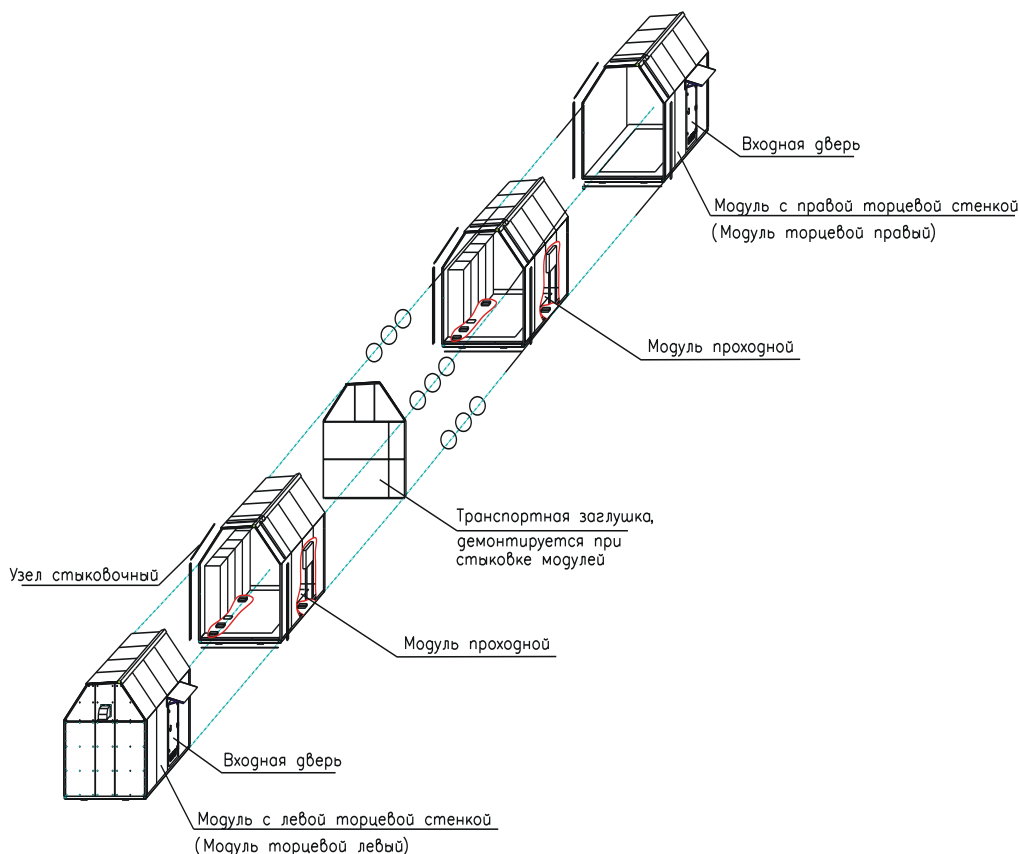 Входная дверь
Модуль с правой торцевой стенкой
(Модуль торцевой правый)
Модуль проходной
Транспортная заглушка,
демонтируется при
стыковке модулей
Узел стыковочный
Модуль проходной
Входная дверь
Модуль с левой торцевой стенкой
(Модуль торцевой левый)